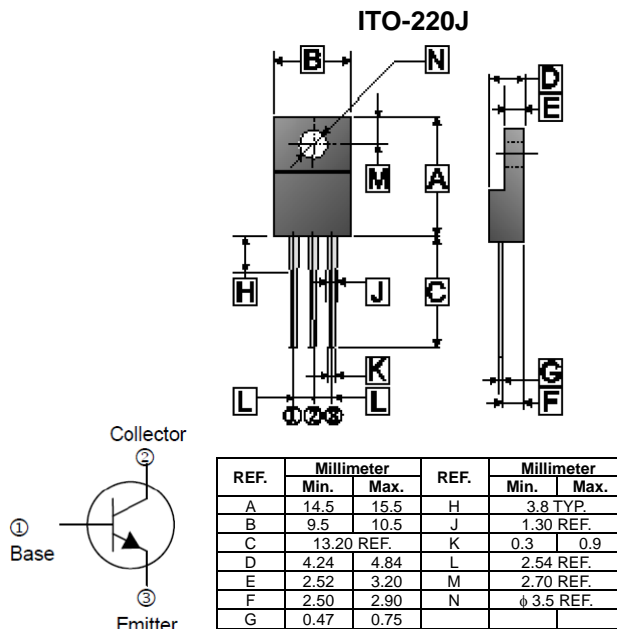 ITO-220J
B
N
D
E
M
A
H
J
C
K
G
L
L
F
① ② ③
Collector
②
①
Base
③
Emitter
REF. Millimeter REF. Millimeter
Min. Max. Min. Max.
A 14.5 15.5 H 3.8 TYP.
B 9.5 10.5 J 1.30 REF.
C 13.20 REF. K 0.3 0.9
D 4.24 4.84 L 2.54 REF.
E 2.52 3.20 M 2.70 REF.
F 2.50 2.90 N ϕ 3.5 REF.
G 0.47 0.75